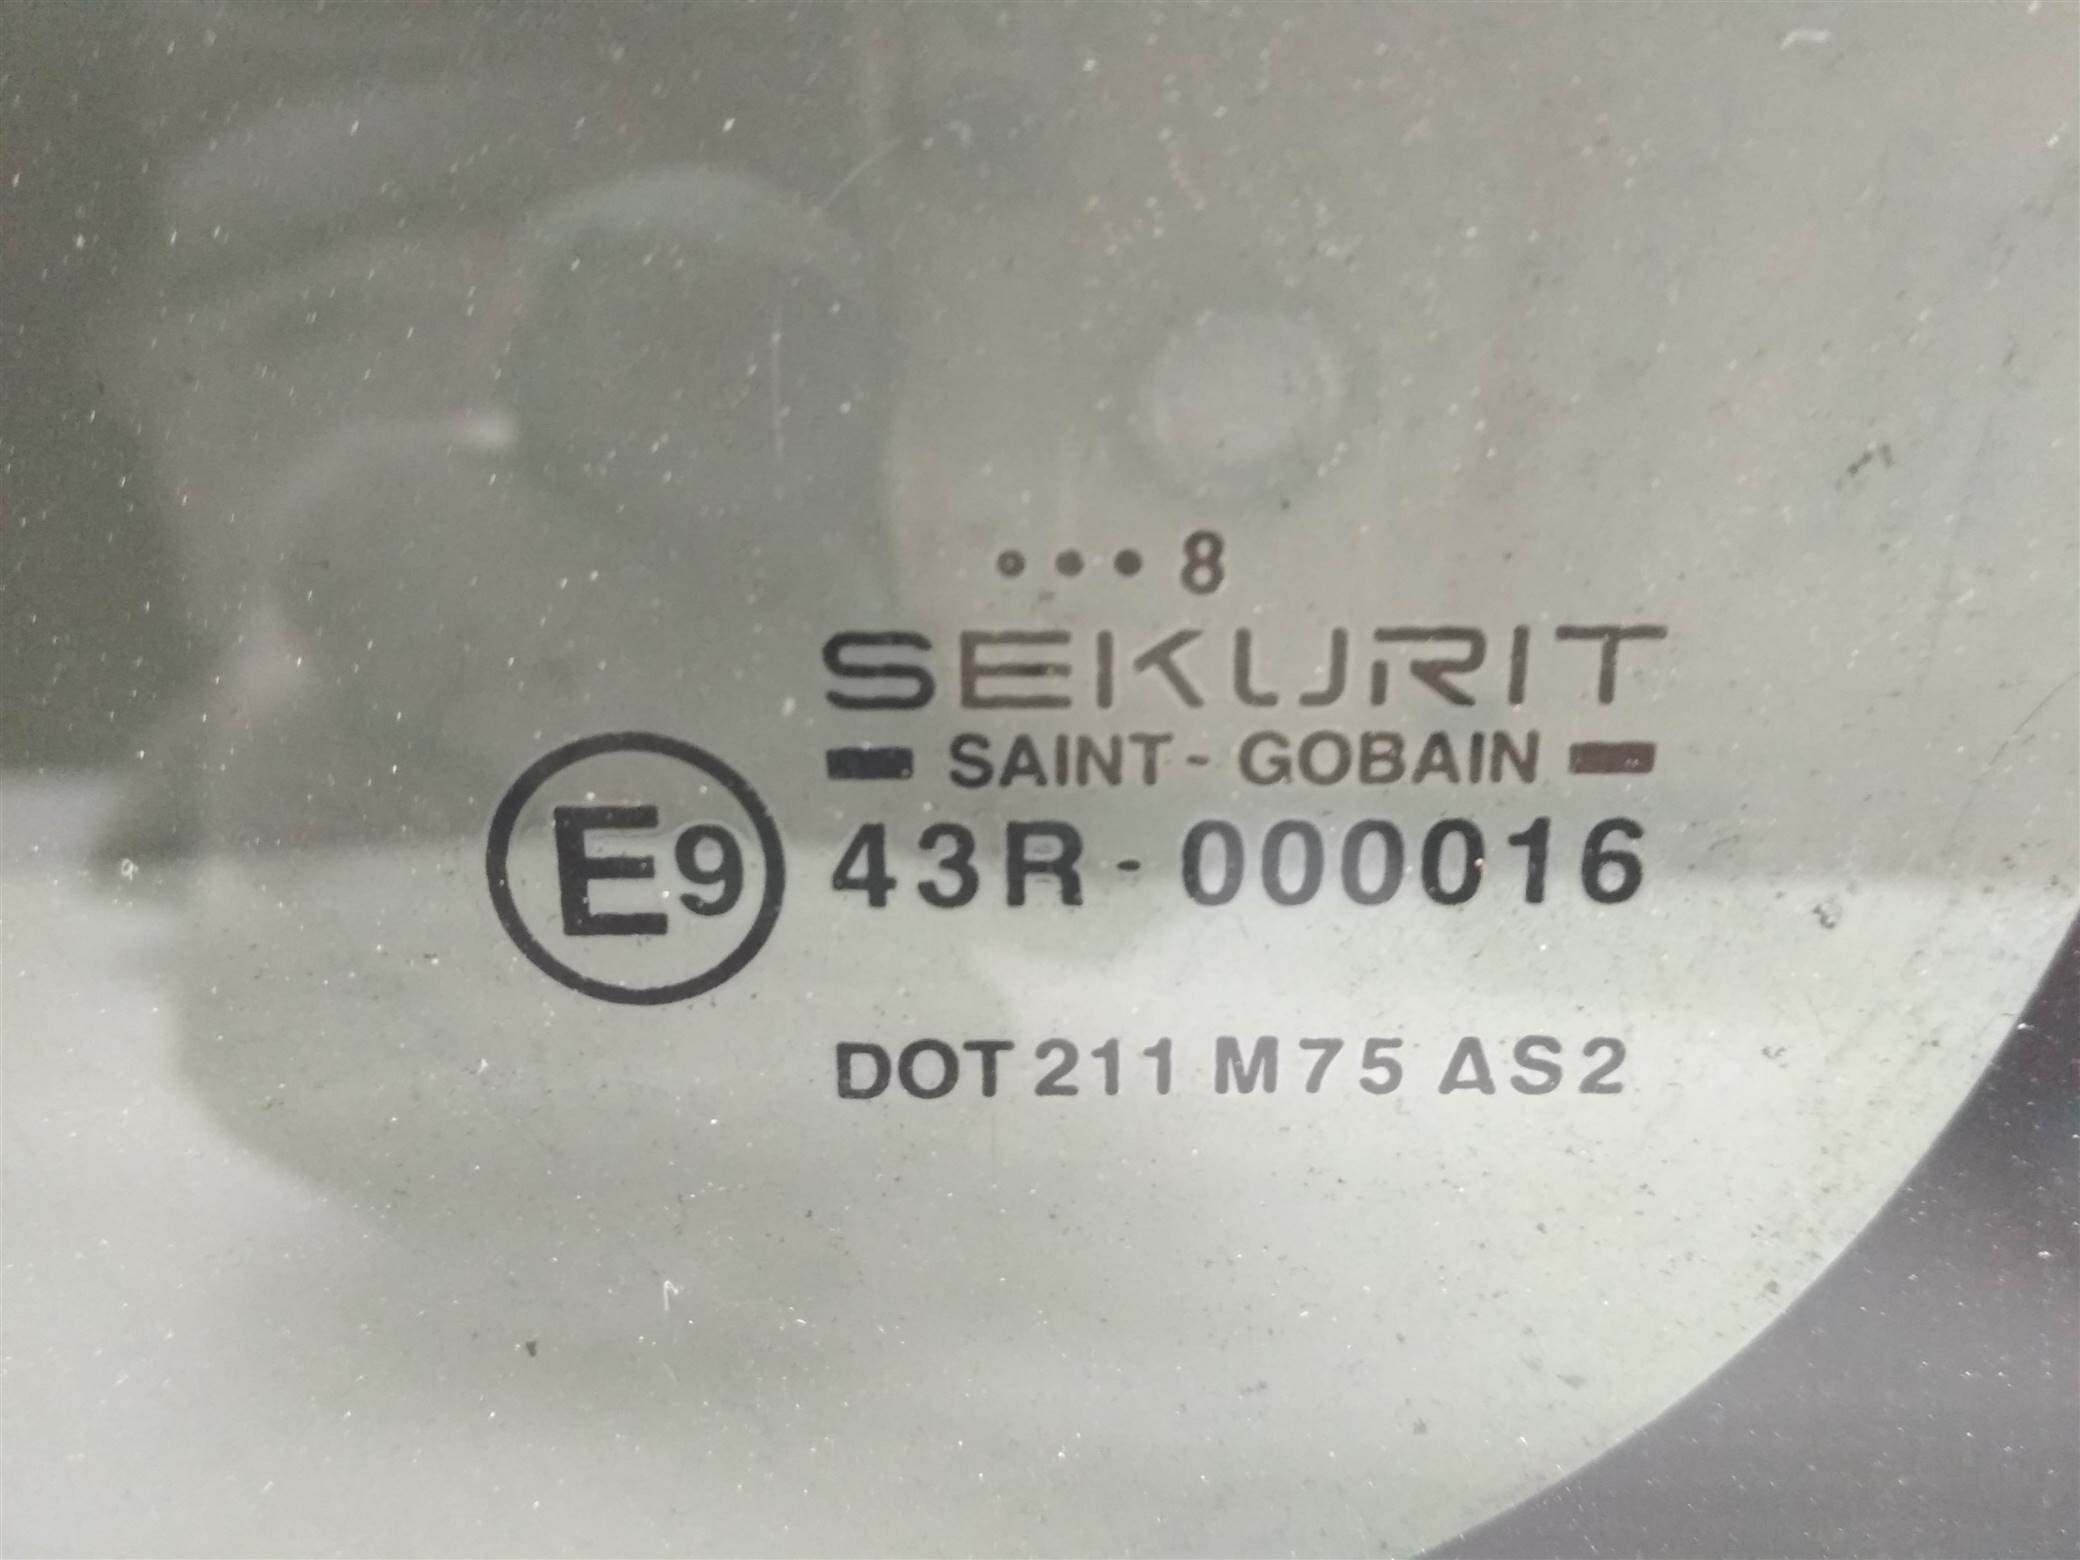 •••8
SEKURIT
SAINT-GOBAIN
E9 43R-000016
DOT 211 M75 AS2